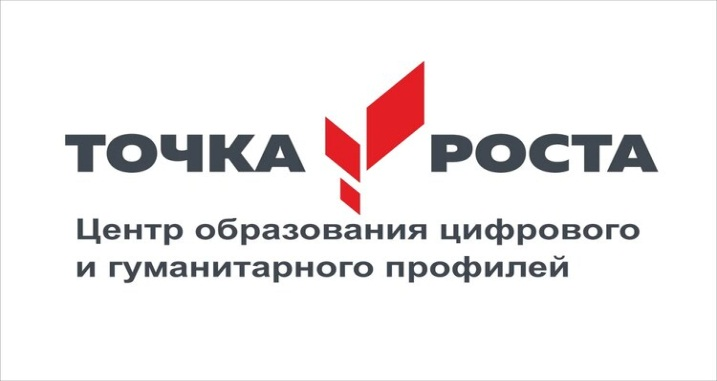 ТОЧКА РОСТА
Центр образования цифрового
и гуманитарного профилей